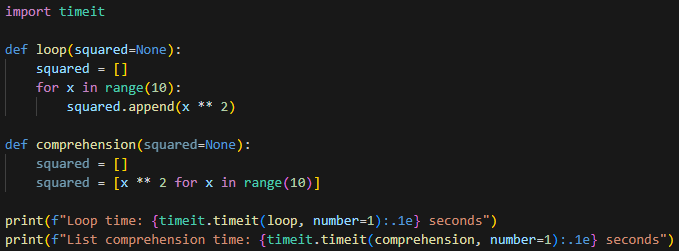 import timeit
def loop(squared=None):
    squared = []
    for x in range(10):
        squared.append(x ** 2)
def comprehension(squared=None):
    squared = []
    squared = [x ** 2 for x in range(10)]
print(f"Loop time: {timeit.timeit(loop, number=1):.1e} seconds")
print(f"List comprehension time: {timeit.timeit(comprehension, number=1):.1e} seconds")